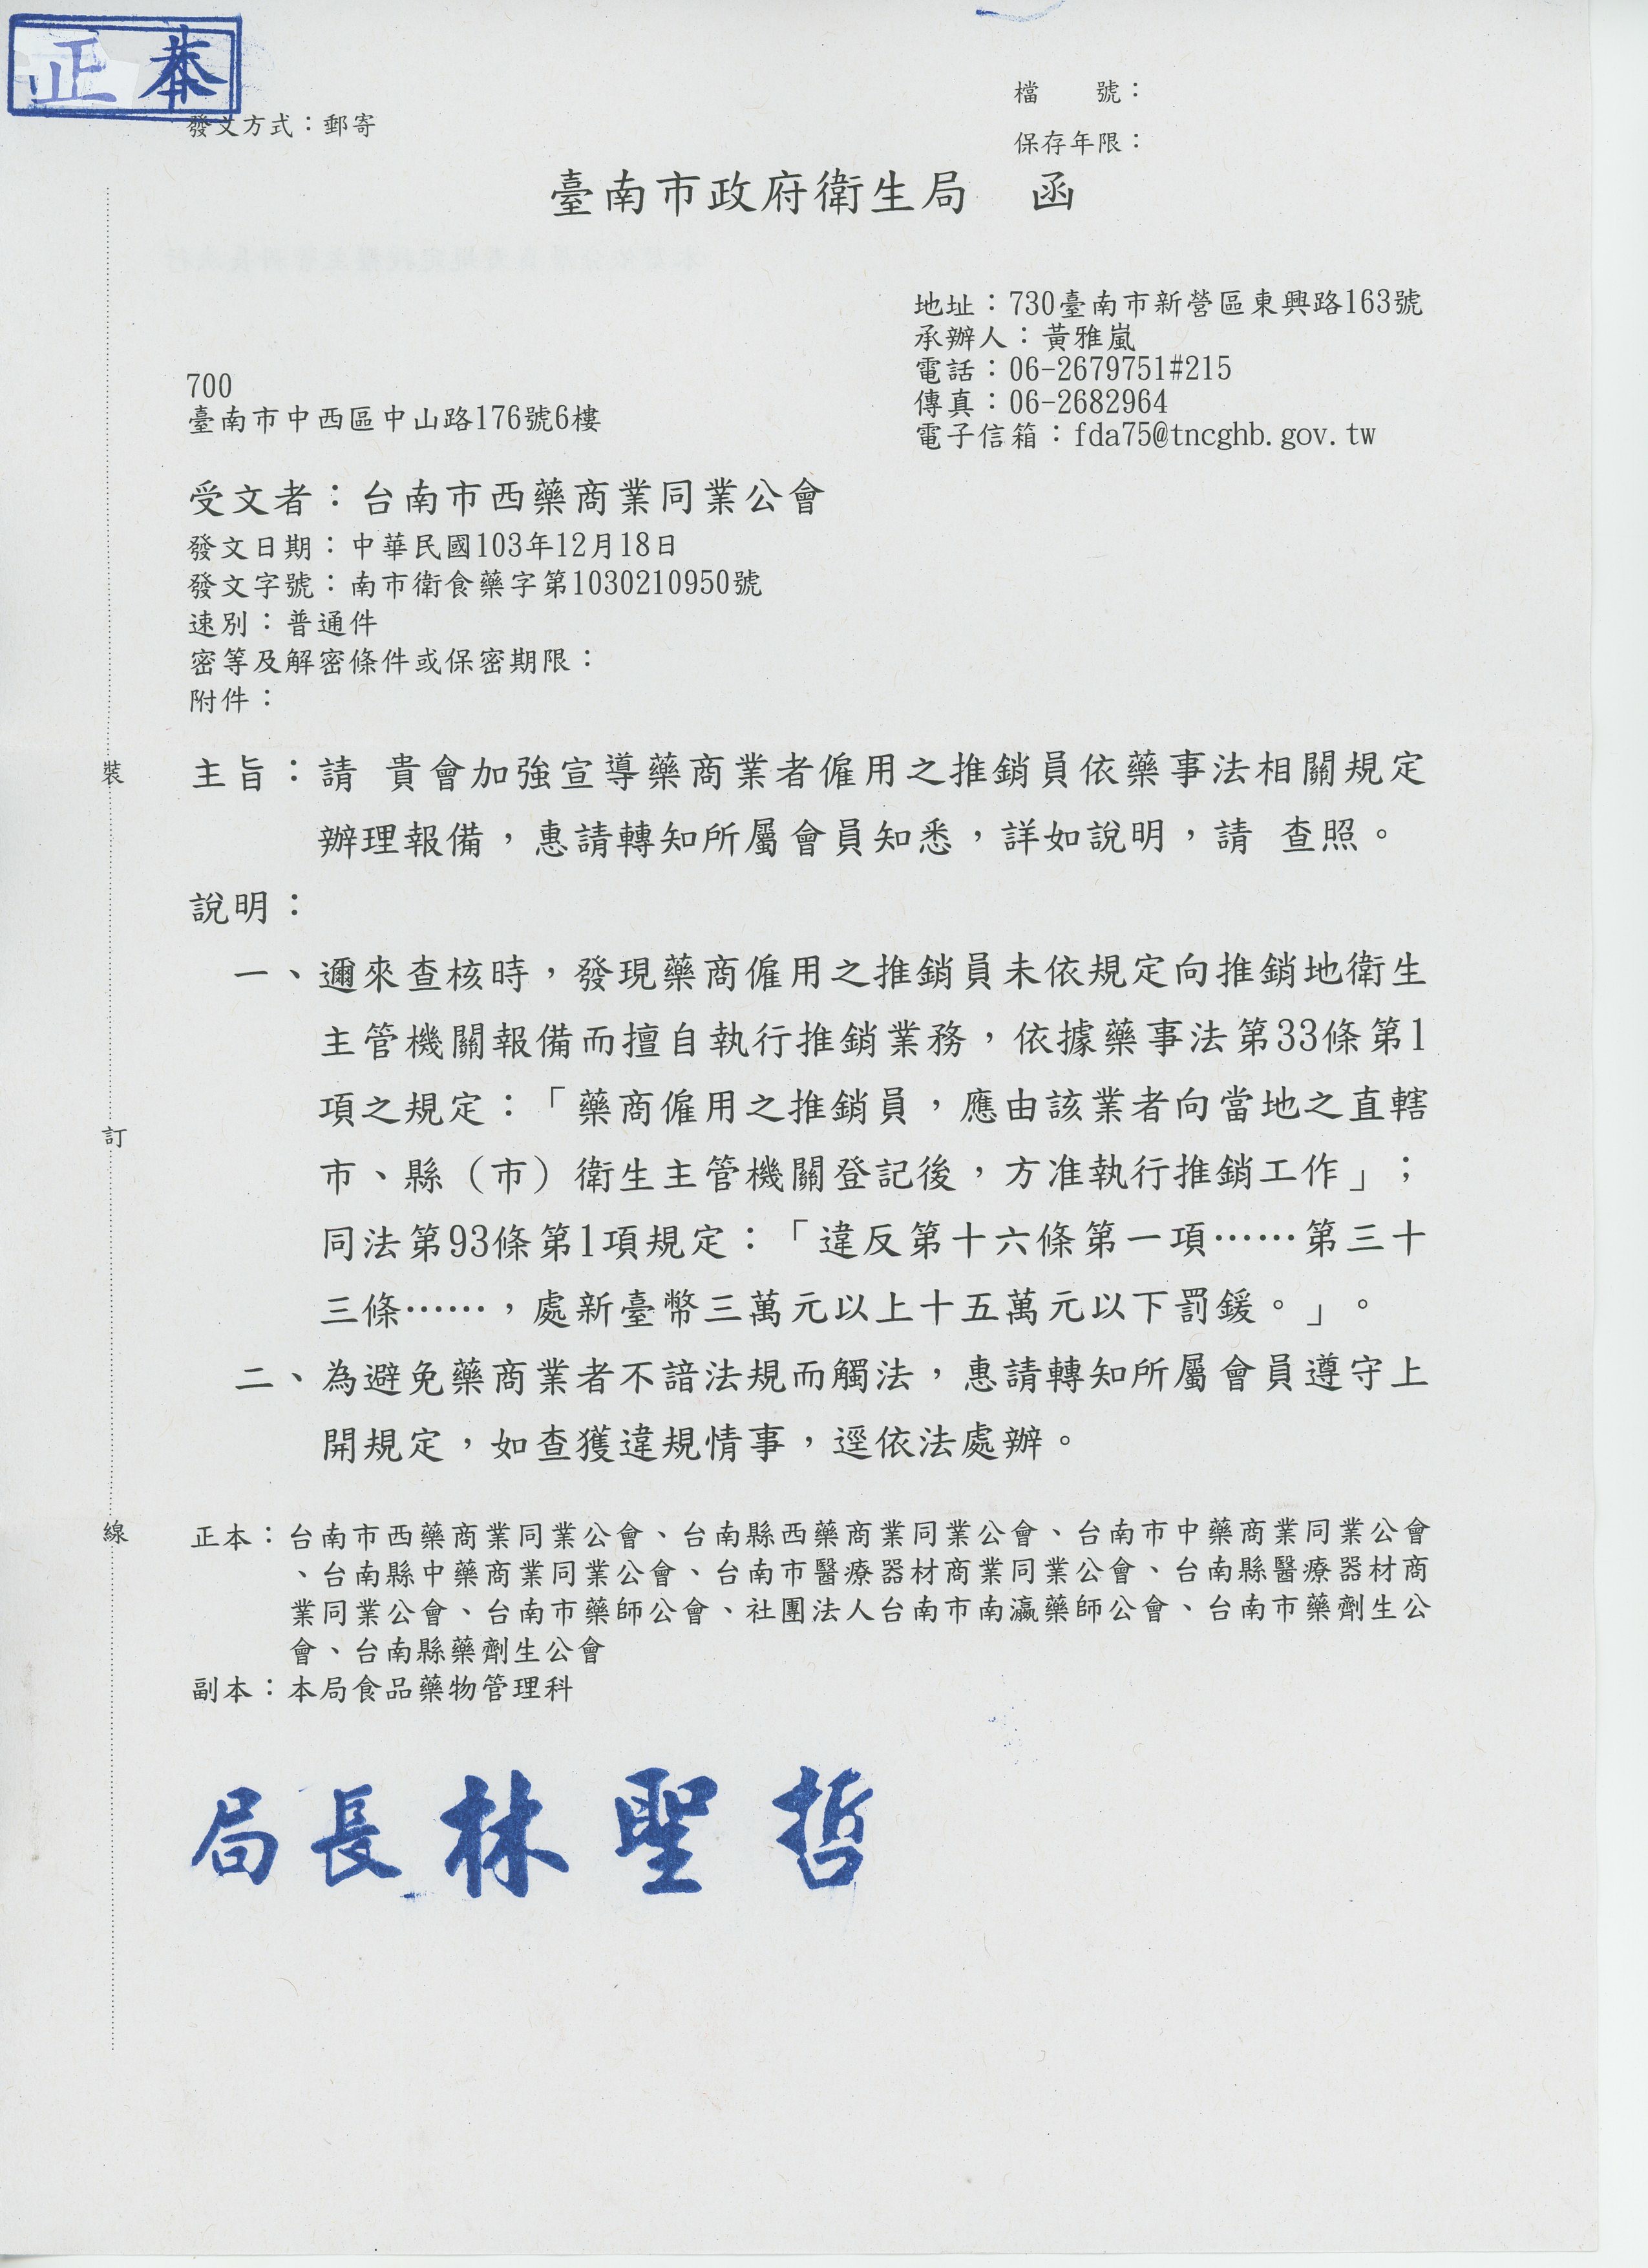 正本
檔　　號：
發文方式：郵寄
保存年限：
臺南市政府衛生局　函
地址：730臺南市新營區東興路163號
承辦人：黃雅嵐
電話：06-2679751#215
傳真：06-2682964
電子信箱：fda75@tncghb.gov.tw
700
臺南市中西區中山路176號6樓
受文者：台南市西藥商業同業公會
發文日期：中華民國103年12月18日
發文字號：南市衛食藥字第1030210950號
速別：普通件
密等及解密條件或保密期限：
附件：
主旨：請　貴會加強宣導藥商業者僱用之推銷員依藥事法相關規定
辦理報備，惠請轉知所屬會員知悉，詳如說明，請　查照。
說明：
一、邇來查核時，發現藥商僱用之推銷員未依規定向推銷地衛生
主管機關報備而擅自執行推銷業務，依據藥事法第33條第1
項之規定：「藥商僱用之推銷員，應由該業者向當地之直轄
市、縣（市）衛生主管機關登記後，方准執行推銷工作」；
同法第93條第1項規定：「違反第十六條第一項……第三十
三條……，處新臺幣三萬元以上十五萬元以下罰鍰。」。
二、為避免藥商業者不諳法規而觸法，惠請轉知所屬會員遵守上
開規定，如查獲違規情事，逕依法處辦。
正本：台南市西藥商業同業公會、台南縣西藥商業同業公會、台南市中藥商業同業公會
、台南縣中藥商業同業公會、台南市醫療器材商業同業公會、台南縣醫療器材商
業同業公會、台南市藥師公會、社團法人台南市南瀛藥師公會、台南市藥劑生公
會、台南縣藥劑生公會
副本：本局食品藥物管理科
局長林聖哲
裝
訂
線